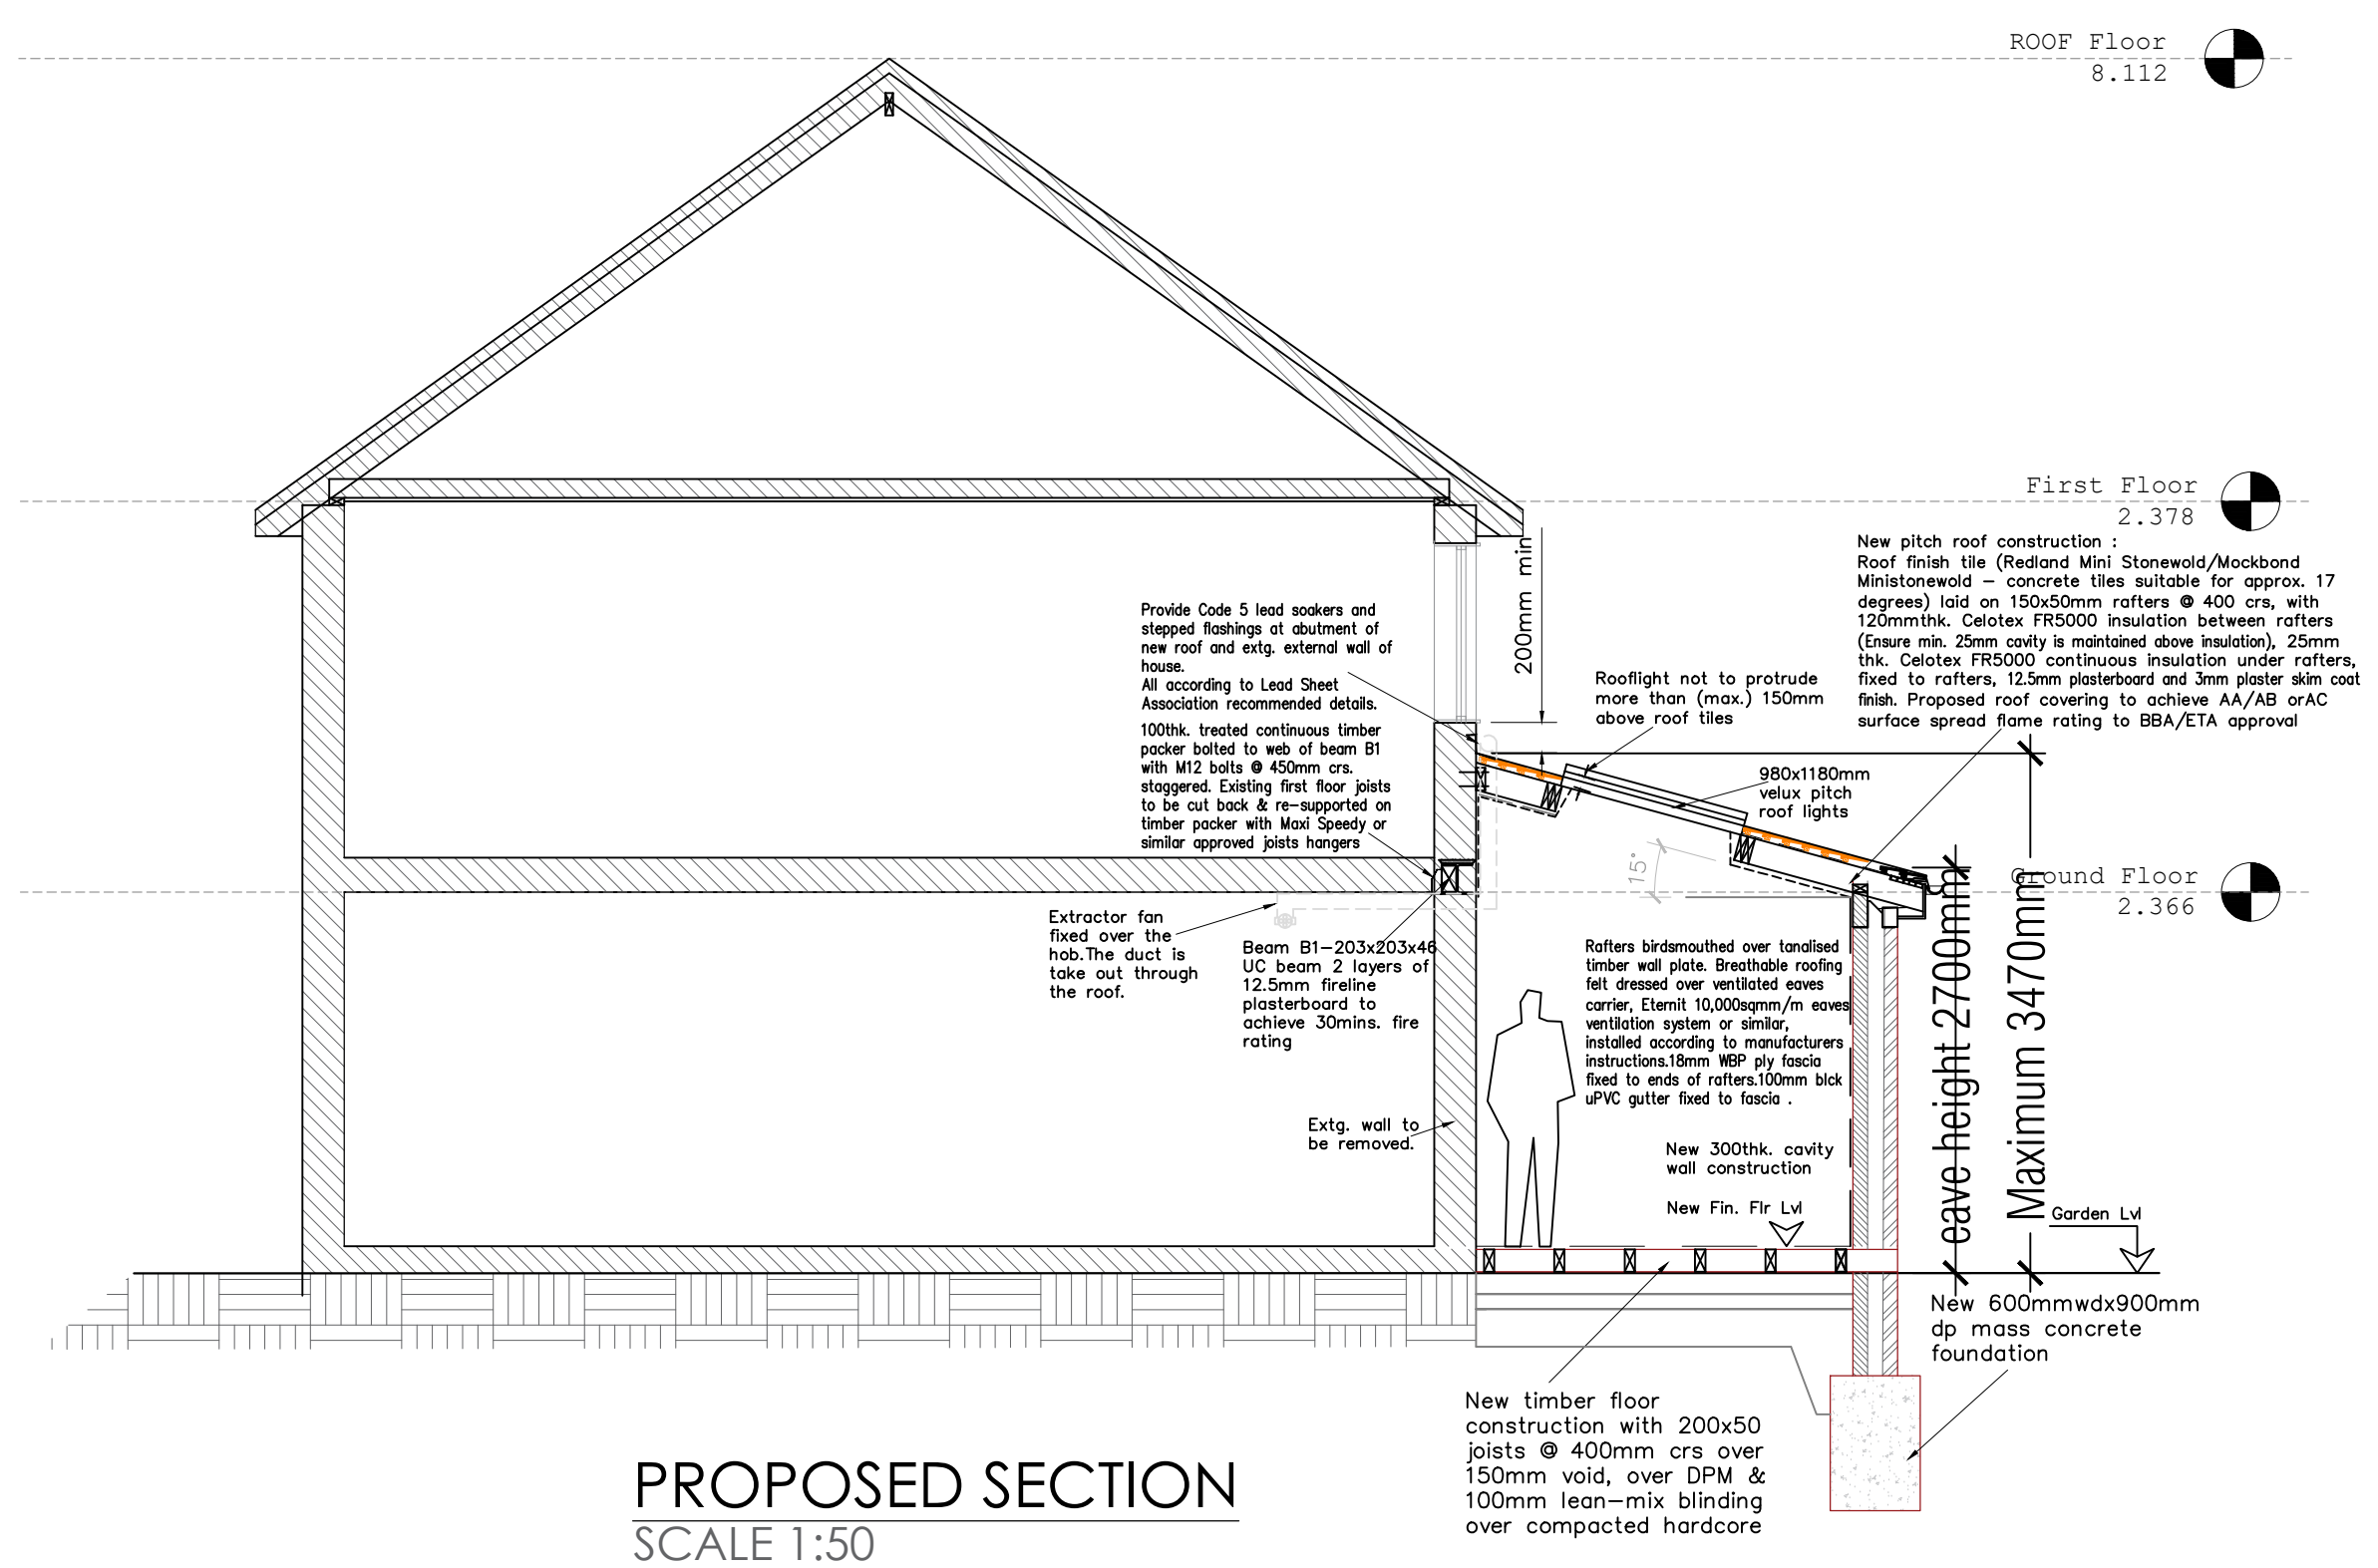 ROOF Floor
8.112
First Floor
2.378
New pitch roof construction :
Roof finish tile (Redland Mini Stonewold/Mockbond
Ministonewold – concrete tiles suitable for approx. 17
degrees) laid on 150x50mm rafters @ 400 crs, with
120mmthk. Celotex FR5000 insulation between rafters
(Ensure min. 25mm cavity is maintained above insulation), 25mm
thk. Celotex FR5000 continuous insulation under rafters,
fixed to rafters, 12.5mm plasterboard and 3mm plaster skim coat
finish. Proposed roof covering to achieve AA/AB orAC
surface spread flame rating to BBA/ETA approval
200mm min
Provide Code 5 lead soakers and
stepped flashings at abutment of
new roof and extg. external wall of
house.
All according to Lead Sheet
Association recommended details.
100thk. treated continuous timber
packer bolted to web of beam B1
with M12 bolts @ 450mm crs.
staggered. Existing first floor joists
to be cut back & re-supported on
timber packer with Maxi Speedy or
similar approved joists hangers
Rooflight not to protrude
more than (max.) 150mm
above roof tiles
980x1180mm
velux pitch
roof lights
15°
Ground Floor
2.366
Extractor fan
fixed over the
hob.The duct is
take out through
the roof.
Beam B1-203x203x46
UC beam 2 layers of
12.5mm fireline
plasterboard to
achieve 30mins. fire
rating
Rafters birdsmouthed over tanalised
timber wall plate. Breathable roofing
felt dressed over ventilated eaves
carrier, Eternit 10,000sqmm/m eaves
ventilation system or similar,
installed according to manufacturers
instructions.18mm WBP ply fascia
fixed to ends of rafters.100mm blck
uPVC gutter fixed to fascia .
eave height 2700mm
Maximum 3470mm
Extg. wall to
be removed.
New 300thk. cavity
wall construction
New Fin. Flr Lvl
Garden Lvl
New 600mmwdx900mm
dp mass concrete
foundation
New timber floor
construction with 200x50
joists @ 400mm crs over
150mm void, over DPM &
100mm lean-mix blinding
over compacted hardcore
PROPOSED SECTION
SCALE 1:50